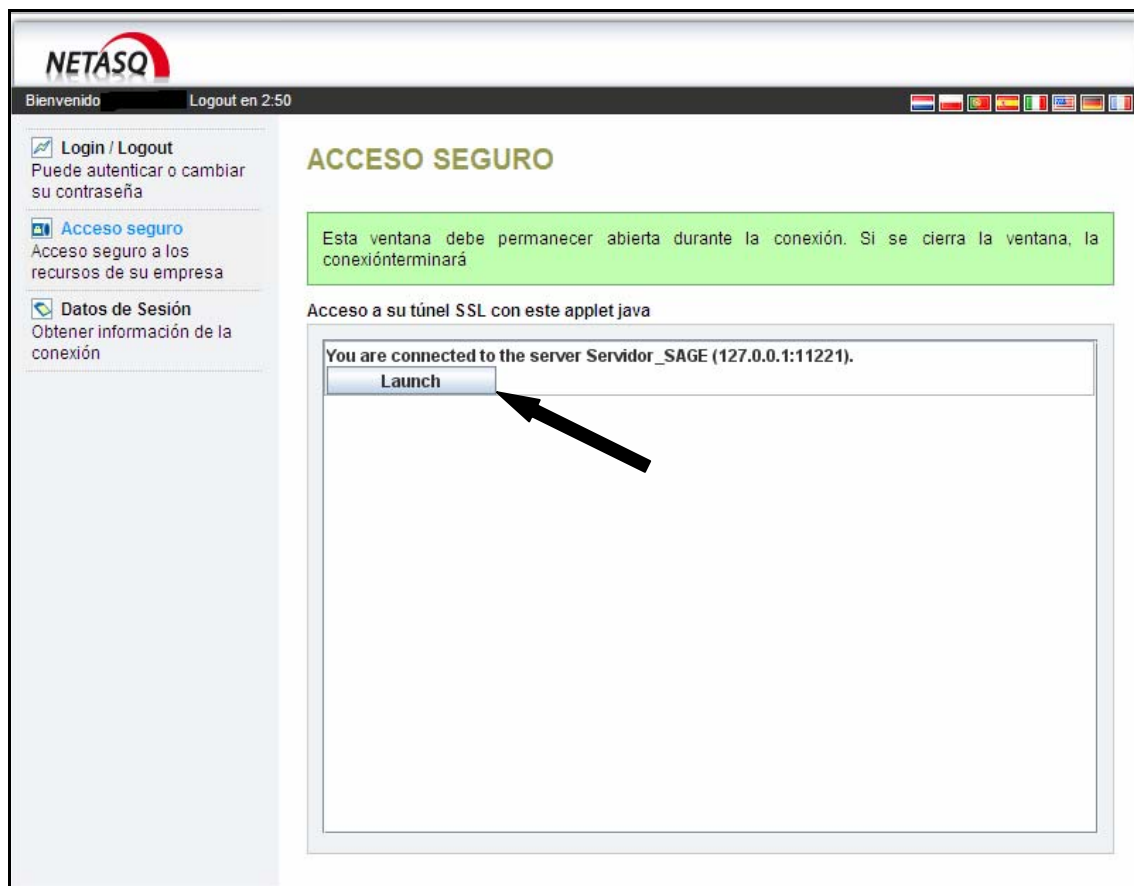 NETASQ
Bienvenido Logout en 2:50
Login / Logout
Puede autenticar o cambiar
su contraseña
Acceso seguro
Acceso seguro a los
recursos de su empresa
Datos de Sesión
Obtener información de la
conexión
ACCESO SEGURO
Esta ventana debe permanecer abierta durante la conexión. Si se cierra la ventana, la
conexiónterminará
Acceso a su túnel SSL con este applet java
You are connected to the server Servidor_SAGE (127.0.0.1:11221).
Launch